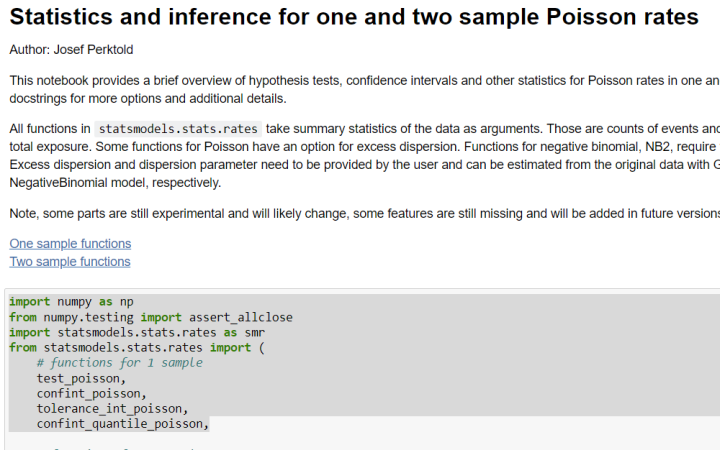 Statistics and inference for one and two sample Poisson rates
Author: Josef Perktold
This notebook provides a brief overview of hypothesis tests, confidence intervals and other statistics for Poisson rates in one an
docstrings for more options and additional details.
All functions in statsmodels.stats.rates take summary statistics of the data as arguments. Those are counts of events and
total exposure. Some functions for Poisson have an option for excess dispersion. Functions for negative binomial, NB2, require
Excess dispersion and dispersion parameter need to be provided by the user and can be estimated from the original data with G
NegativeBinomial model, respectively.
Note, some parts are still experimental and will likely change, some features are still missing and will be added in future versions
One sample functions
Two sample functions
import numpy as np
from numpy.testing import assert_allclose
import statsmodels.stats.rates as smr
from statsmodels.stats.rates import (
    # functions for 1 sample
    test_poisson,
    confint_poisson,
    tolerance_int_poisson,
    confint_quantile_poisson,